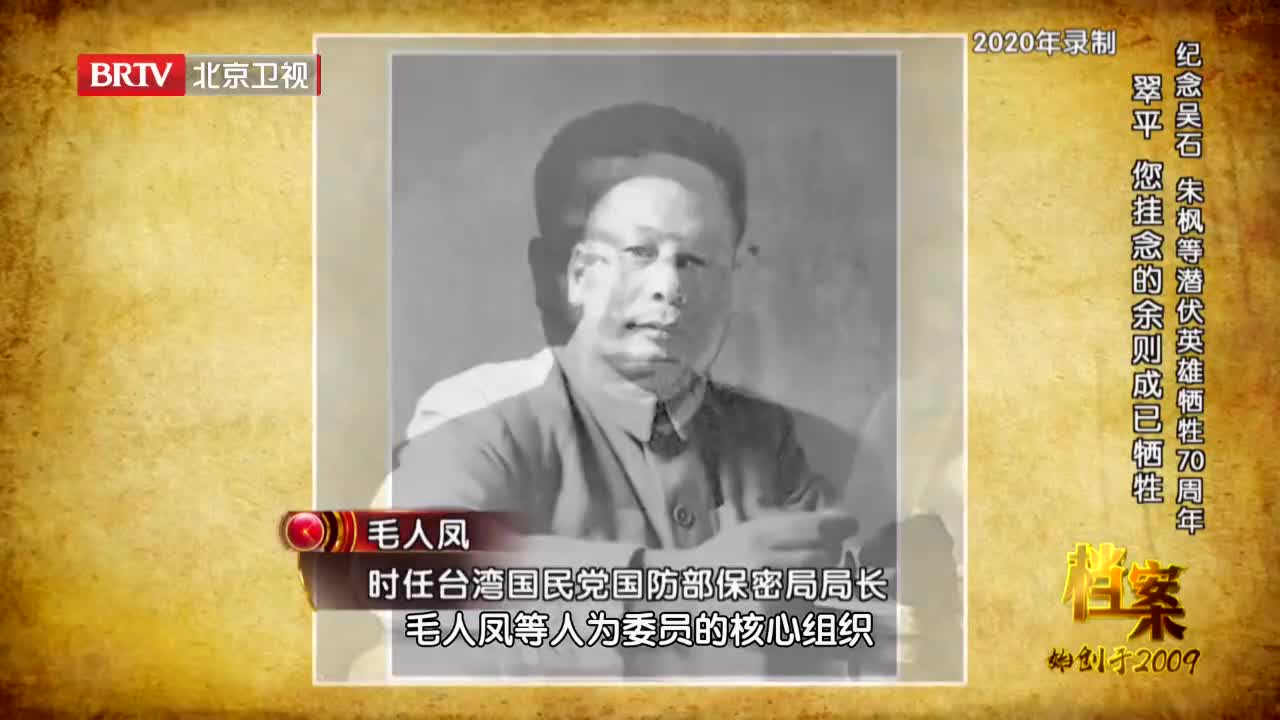 BRTV 北京卫视
2020年录制
纪念吴石 朱枫等潜伏英雄牺牲70周年
翠平 您挂念的余则成已牺牲
毛人凤
时任台湾国民党国防部保密局局长
毛人凤等人为委员的核心组织
档案
始创于2009